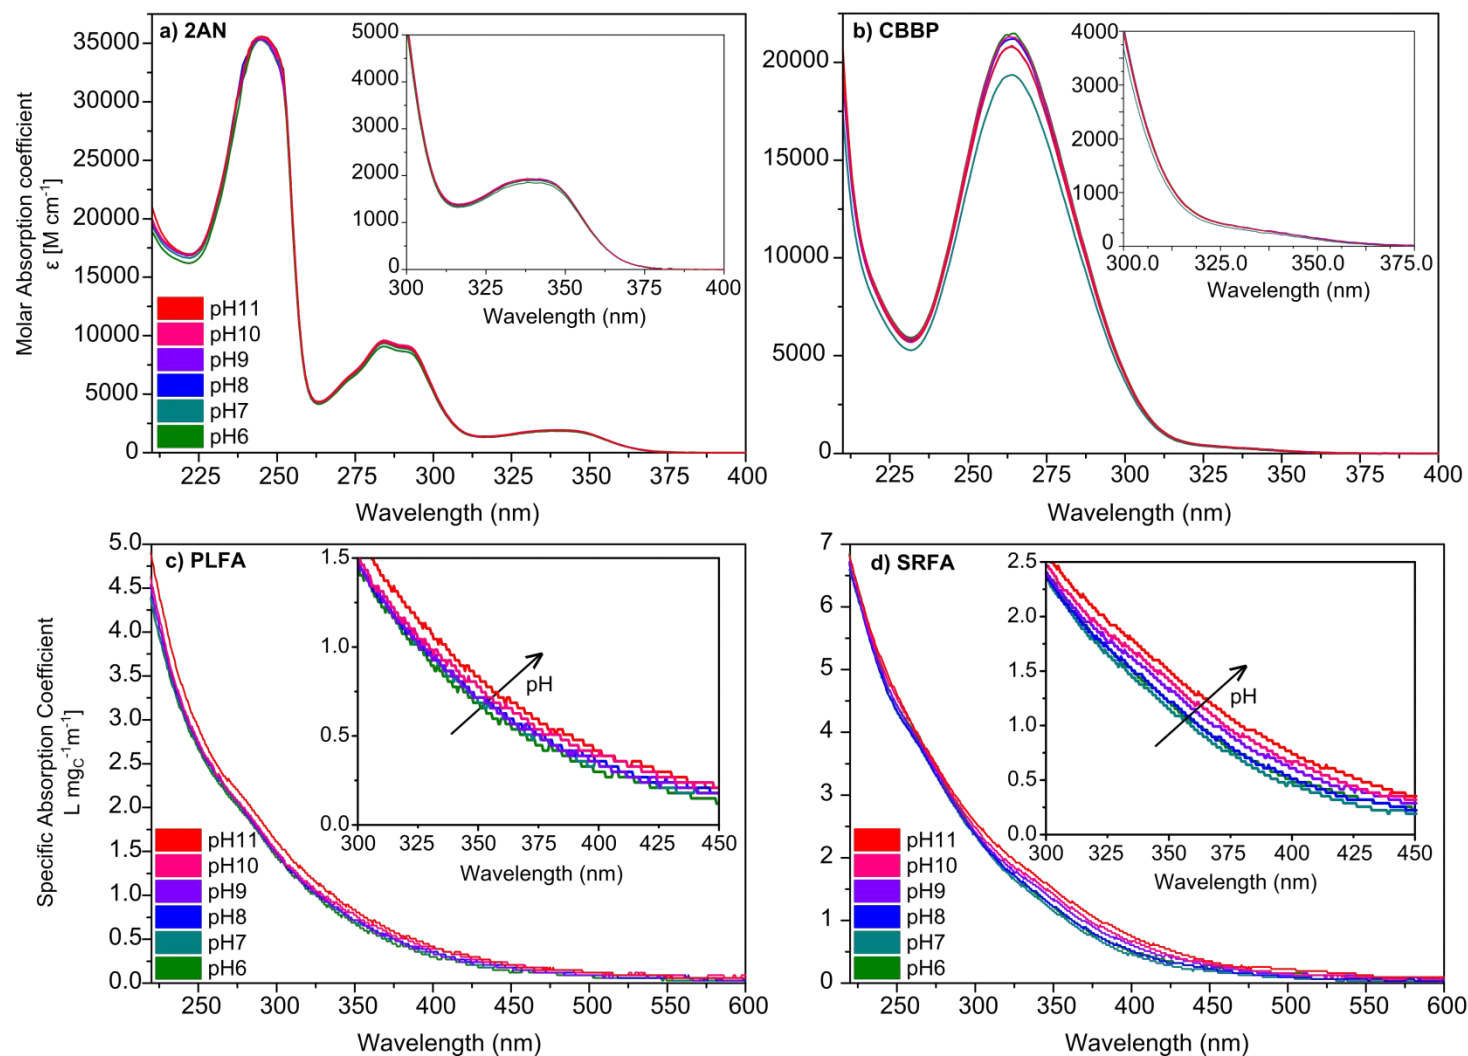 a) 2AN
Molar Absorption coefficient
ε [M cm⁻¹]
35000
30000
25000
20000
15000
10000
5000
0
225 250 275 300 325 350 375 400
Wavelength (nm)
pH11
pH10
pH9
pH8
pH7
pH6
5000
4000
3000
2000
1000
0
300 325 350 375 400
Wavelength (nm)
b) CBBP
20000
15000
10000
5000
0
225 250 275 300 325 350 375 400
Wavelength (nm)
4000
3000
2000
1000
0
300.0 325.0 350.0 375.0
Wavelength (nm)
c) PLFA
Specific Absorption Coefficient
L mg_C⁻¹m⁻¹
5.0
4.5
4.0
3.5
3.0
2.5
2.0
1.5
1.0
0.5
0.0
250 300 350 400 450 500 550 600
Wavelength (nm)
pH11
pH10
pH9
pH8
pH7
pH6
1.5
1.0
0.5
0.0
300 325 350 375 400 425 450
Wavelength (nm)
pH
d) SRFA
7
6
5
4
3
2
1
0
250 300 350 400 450 500 550 600
Wavelength (nm)
pH11
pH10
pH9
pH8
pH7
pH6
2.5
2.0
1.5
1.0
0.5
0.0
300 325 350 375 400 425 450
Wavelength (nm)
pH